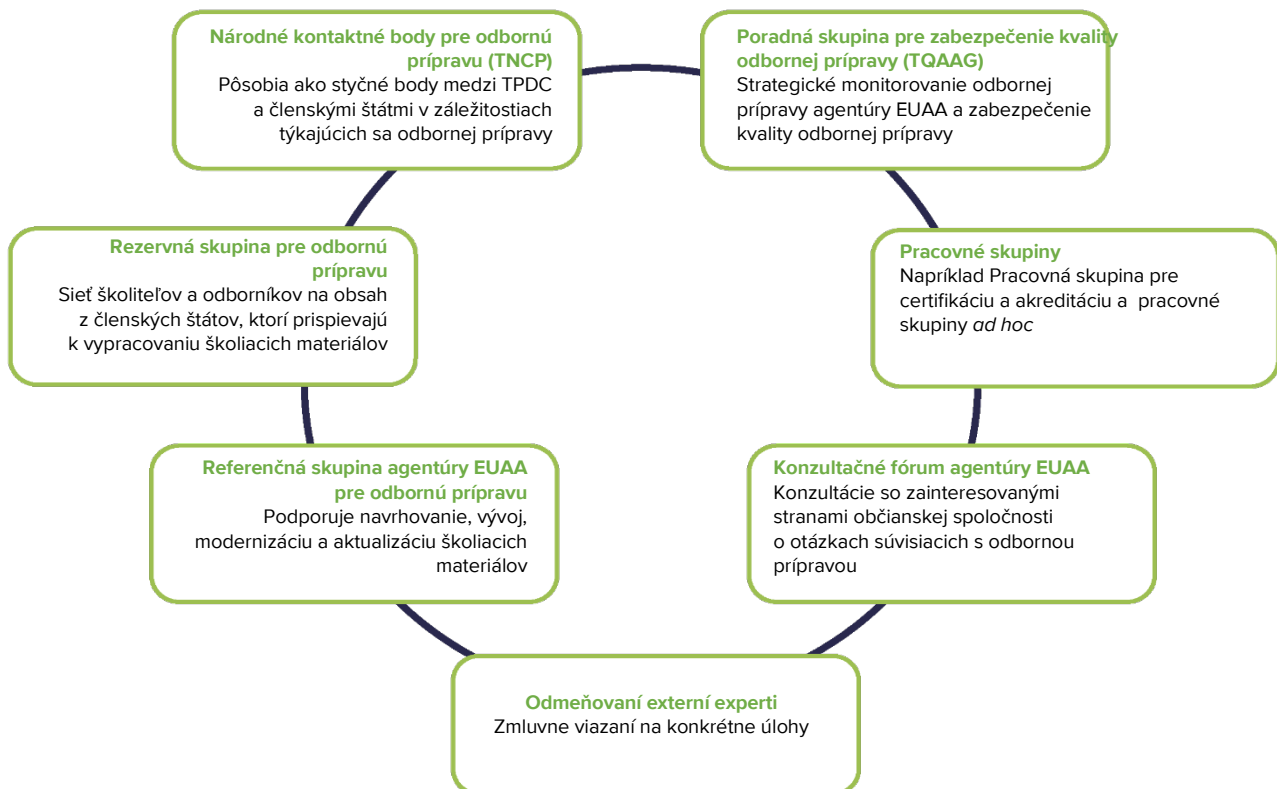 Národné kontaktné body pre odbornú
prípravu (TNCP)
Pôsobia ako styčné body medzi TPDC
a členskými štátmi v záležitostiach
týkajúcich sa odbornej prípravy
Poradná skupina pre zabezpečenie kvality
odbornej prípravy (TQAAG)
Strategické monitorovanie odbornej
prípravy agentúry EUAA a zabezpečenie
kvality odbornej prípravy
Rezervná skupina pre odbornú
prípravu
Sieť školiteľov a odborníkov na obsah
z členských štátov, ktorí prispievajú
k vypracovaniu školiacich materiálov
Pracovné skupiny
Napríklad Pracovná skupina pre
certifikáciu a akreditáciu a pracovné
skupiny ad hoc
Referenčná skupina agentúry EUAA
pre odbornú prípravu
Podporuje navrhovanie, vývoj,
modernizáciu a aktualizáciu školiacich
materiálov
Konzultačné fórum agentúry EUAA
Konzultácie so zainteresovanými
stranami občianskej spoločnosti
o otázkach súvisiacich s odbornou
prípravou
Odmeňovaní externí experti
Zmluvne viazaní na konkrétne úlohy